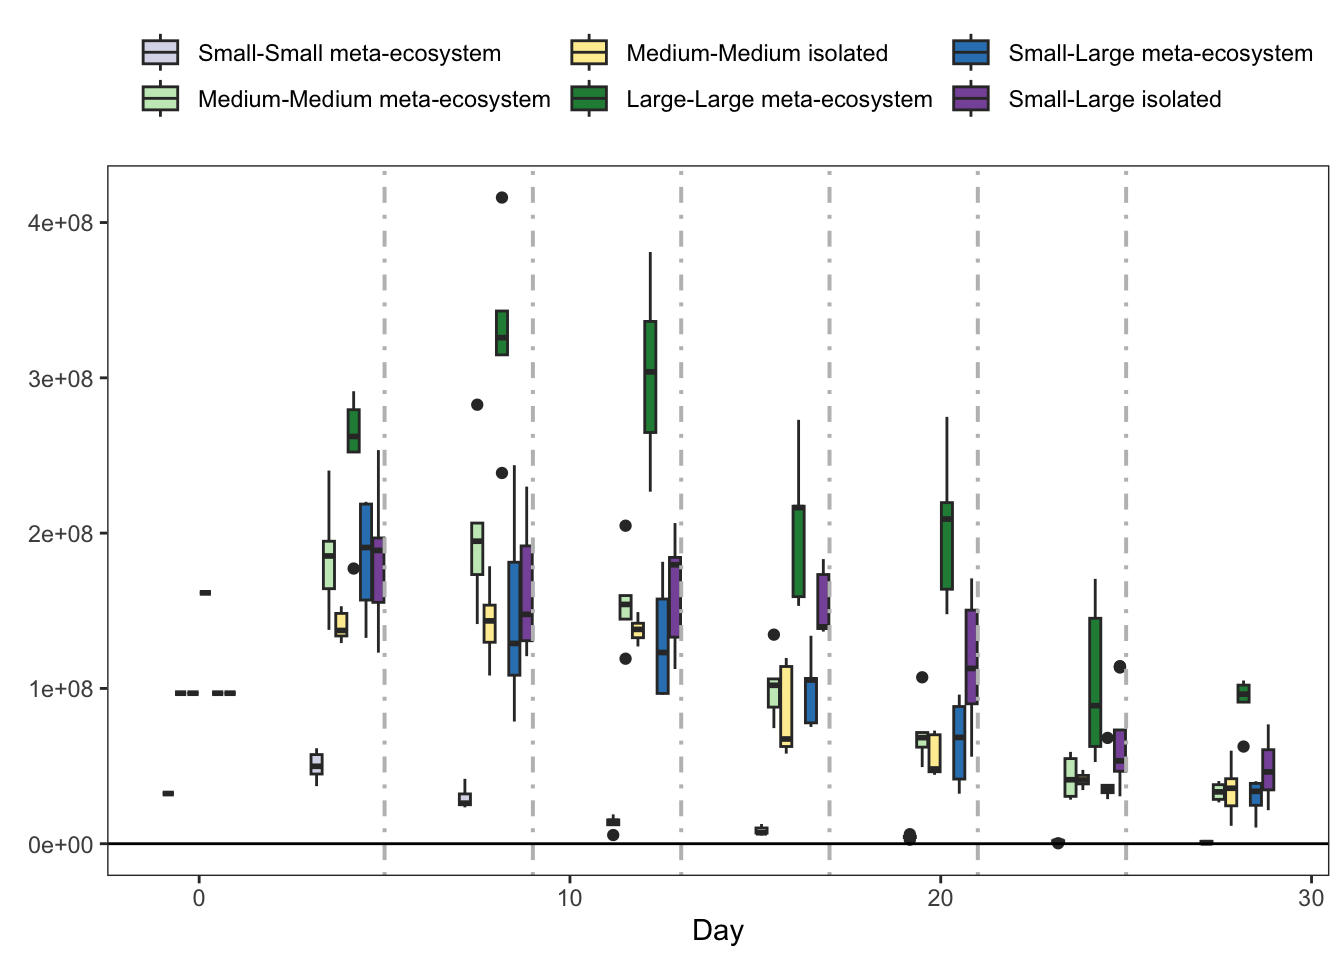 Small-Small meta-ecosystem Medium-Medium isolated Small-Large meta-ecosystem
Medium-Medium meta-ecosystem Large-Large meta-ecosystem Small-Large isolated
4e+08
3e+08
2e+08
1e+08
0e+00
0 10 20 30
Day